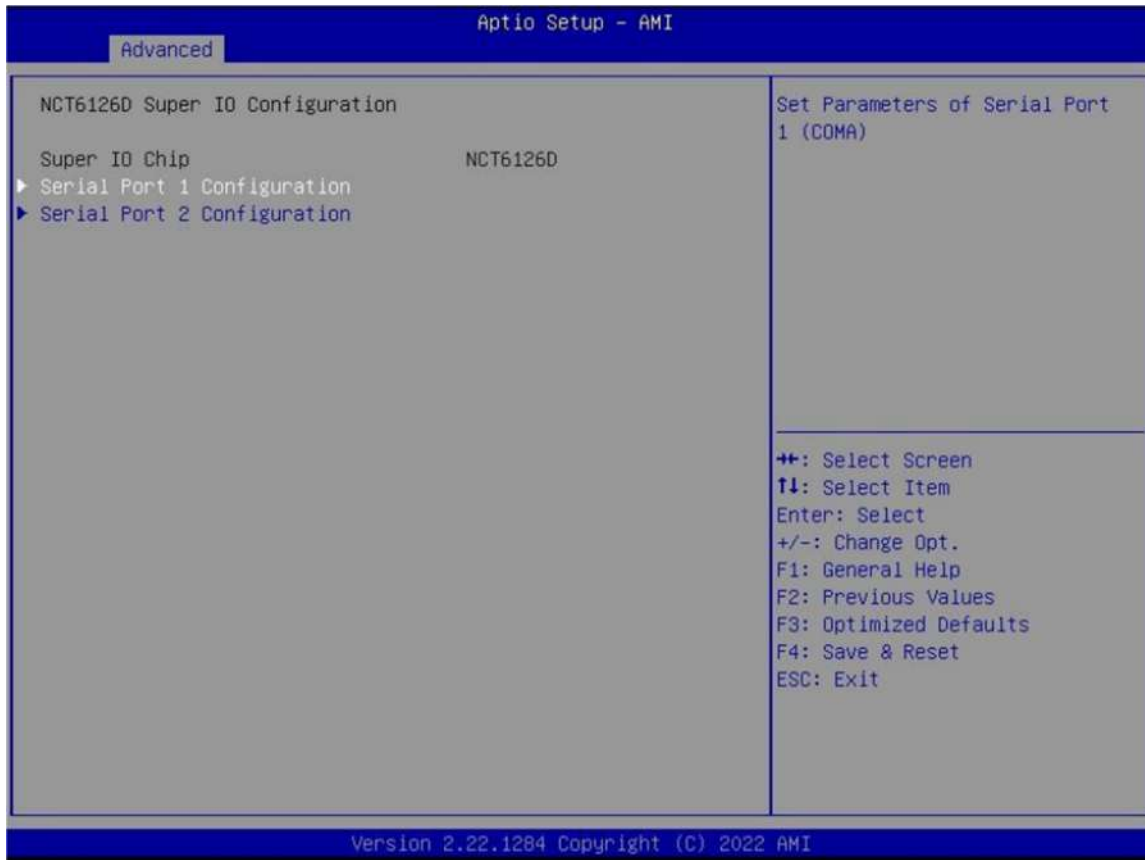 Aptio Setup – AMI
Advanced
NCT6126D Super IO Configuration
Super IO Chip NCT6126D
▶ Serial Port 1 Configuration
▶ Serial Port 2 Configuration
Set Parameters of Serial Port
1 (COMA)
→←: Select Screen
↑↓: Select Item
Enter: Select
+/-: Change Opt.
F1: General Help
F2: Previous Values
F3: Optimized Defaults
F4: Save & Reset
ESC: Exit
Version 2.22.1284 Copyright (C) 2022 AMI